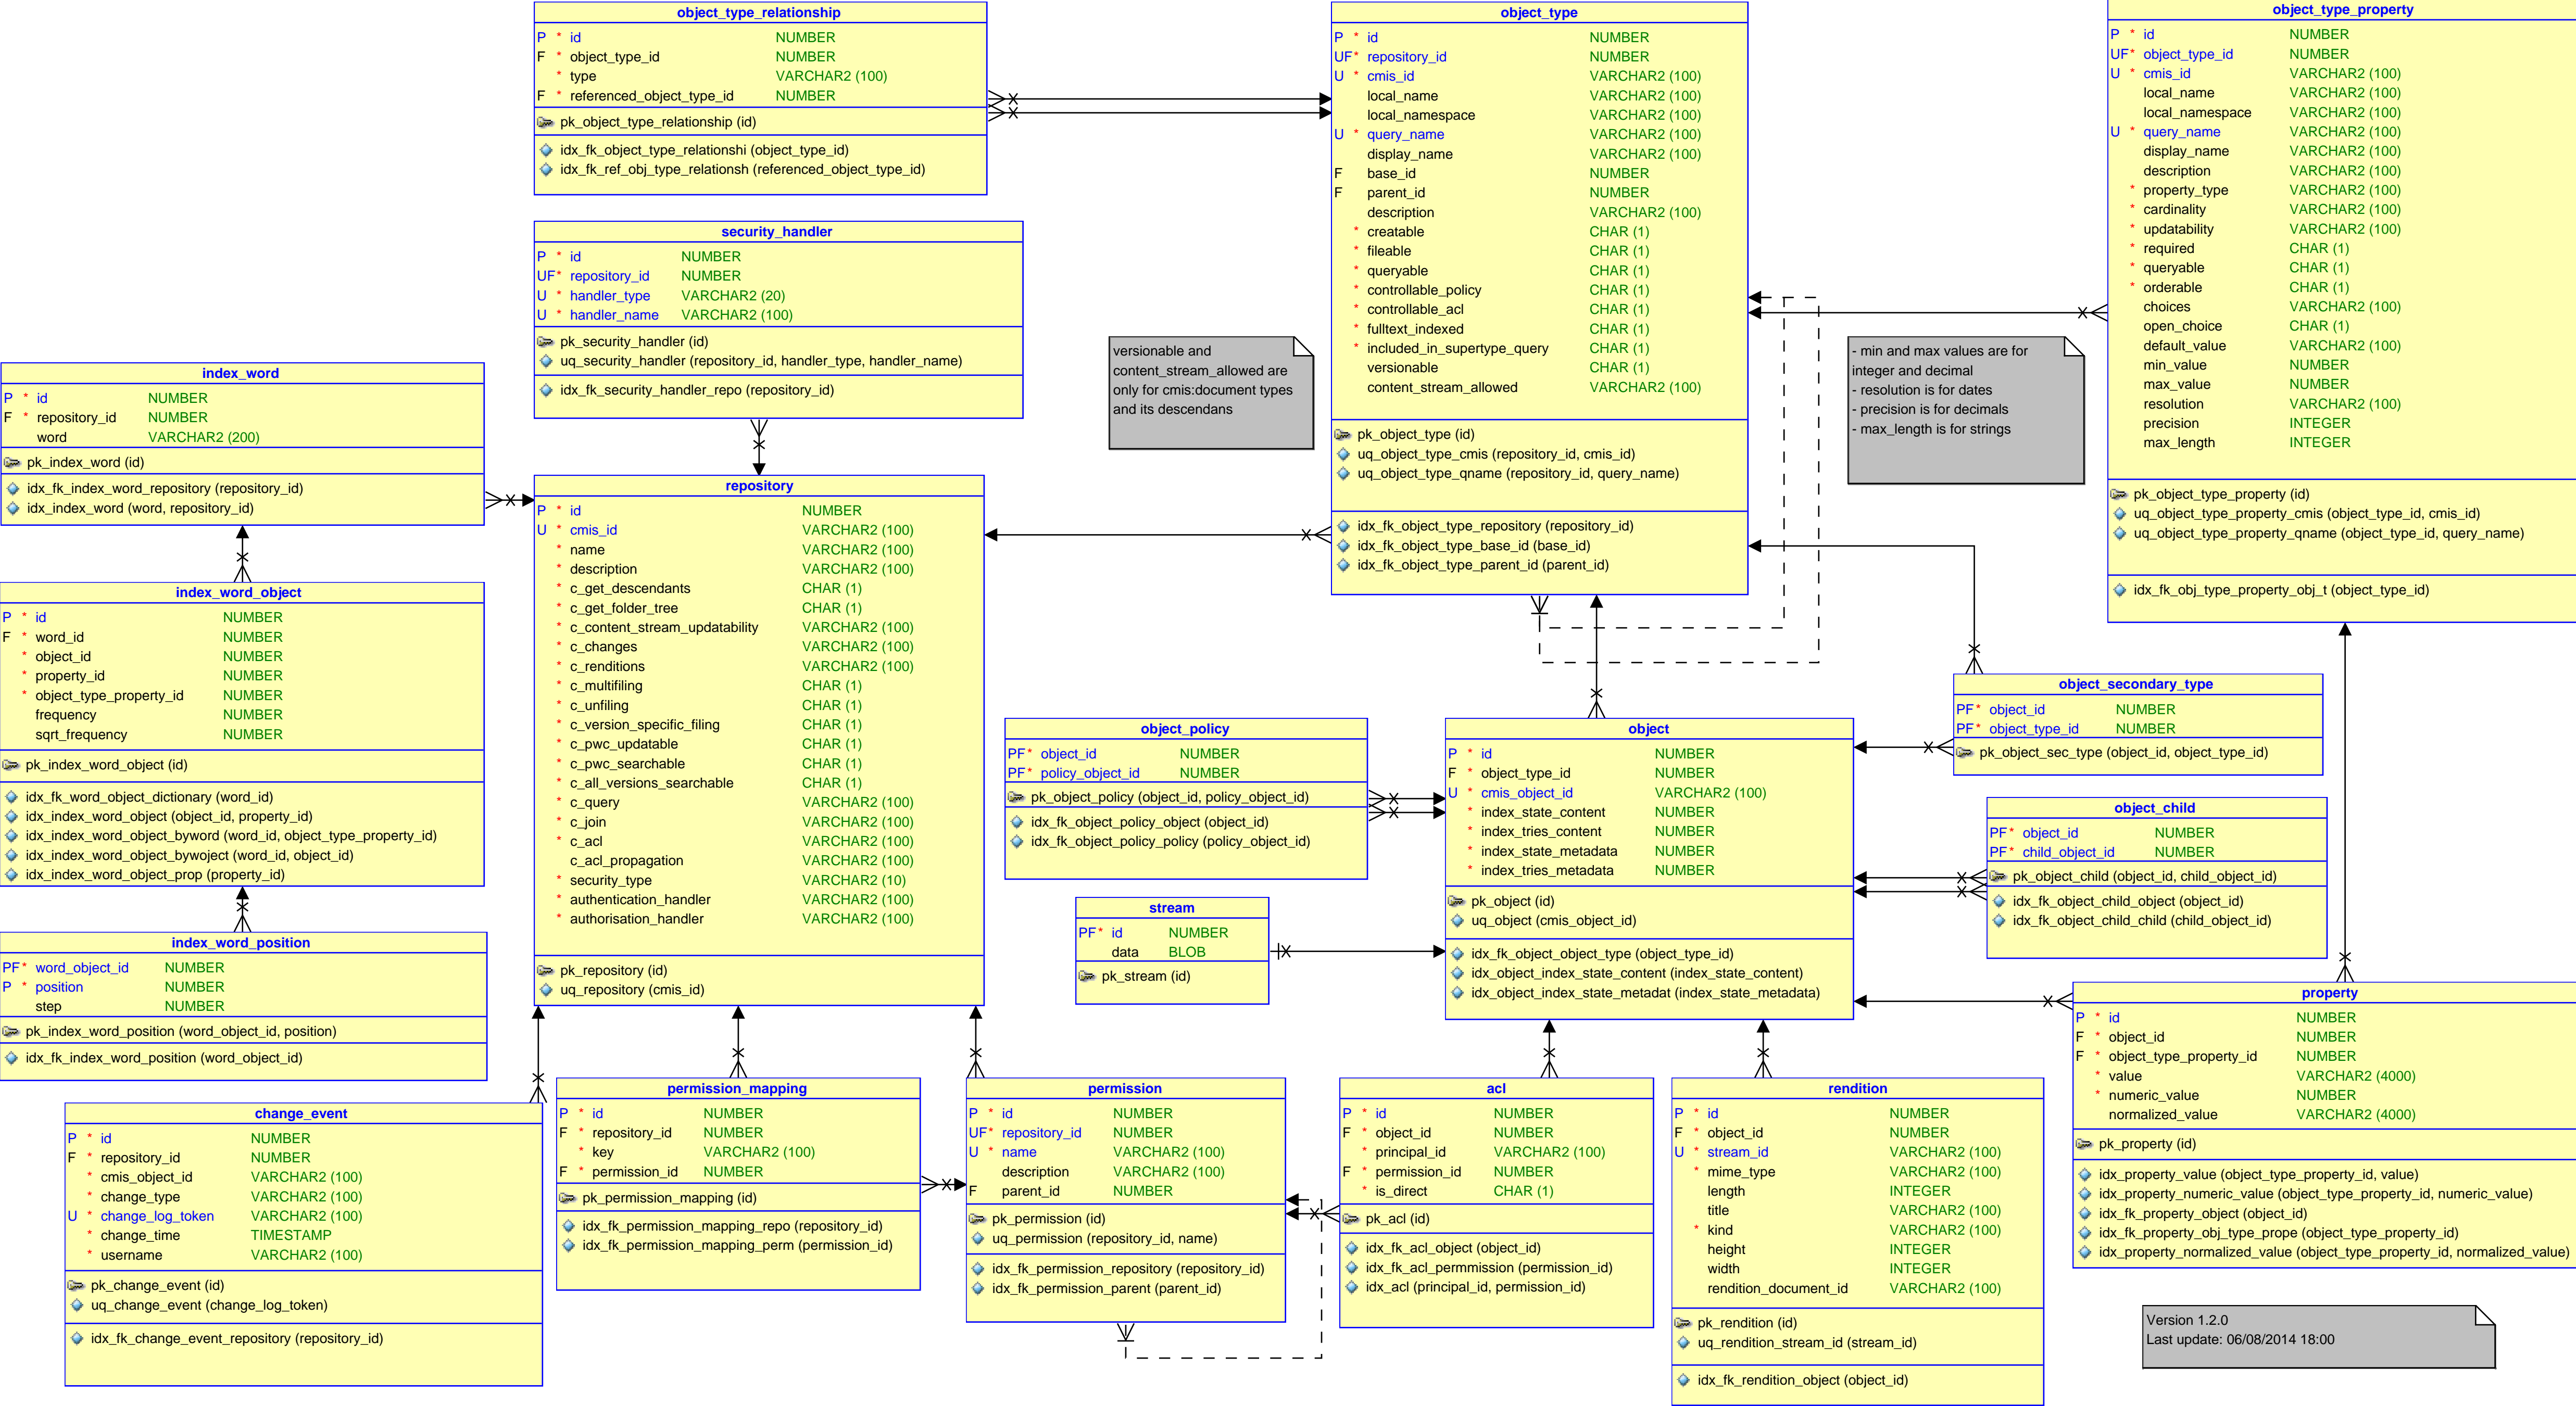 object_type_relationship
P * id NUMBER
F * object_type_id NUMBER
* type VARCHAR2 (100)
F * referenced_object_type_id NUMBER
pk_object_type_relationship (id)
idx_fk_object_type_relationshi (object_type_id)
idx_fk_ref_obj_type_relationsh (referenced_object_type_id)
object_type
P * id NUMBER
UF* repository_id NUMBER
U * cmis_id VARCHAR2 (100)
local_name VARCHAR2 (100)
local_namespace VARCHAR2 (100)
U * query_name VARCHAR2 (100)
display_name VARCHAR2 (100)
F base_id NUMBER
F parent_id NUMBER
description VARCHAR2 (100)
* creatable CHAR (1)
* fileable CHAR (1)
* queryable CHAR (1)
* controllable_policy CHAR (1)
* controllable_acl CHAR (1)
* fulltext_indexed CHAR (1)
* included_in_supertype_query CHAR (1)
versionable CHAR (1)
content_stream_allowed VARCHAR2 (100)
pk_object_type (id)
uq_object_type_cmis (repository_id, cmis_id)
uq_object_type_qname (repository_id, query_name)
idx_fk_object_type_repository (repository_id)
idx_fk_object_type_base_id (base_id)
idx_fk_object_type_parent_id (parent_id)
object_type_property
P * id NUMBER
UF* object_type_id NUMBER
U * cmis_id VARCHAR2 (100)
local_name VARCHAR2 (100)
local_namespace VARCHAR2 (100)
U * query_name VARCHAR2 (100)
display_name VARCHAR2 (100)
description VARCHAR2 (100)
* property_type VARCHAR2 (100)
* cardinality VARCHAR2 (100)
* updatability VARCHAR2 (100)
* required CHAR (1)
* queryable CHAR (1)
* orderable CHAR (1)
choices VARCHAR2 (100)
open_choice CHAR (1)
default_value VARCHAR2 (100)
min_value NUMBER
max_value NUMBER
resolution VARCHAR2 (100)
precision INTEGER
max_length INTEGER
pk_object_type_property (id)
uq_object_type_property_cmis (object_type_id, cmis_id)
uq_object_type_property_qname (object_type_id, query_name)
idx_fk_obj_type_property_obj_t (object_type_id)
security_handler
P * id NUMBER
UF* repository_id NUMBER
U * handler_type VARCHAR2 (20)
U * handler_name VARCHAR2 (100)
pk_security_handler (id)
uq_security_handler (repository_id, handler_type, handler_name)
idx_fk_security_handler_repo (repository_id)
versionable and
content_stream_allowed are
only for cmis:document types
and its descendans
- min and max values are for
integer and decimal
- resolution is for dates
- precision is for decimals
- max_length is for strings
index_word
P * id NUMBER
F * repository_id NUMBER
word VARCHAR2 (200)
pk_index_word (id)
idx_fk_index_word_repository (repository_id)
idx_index_word (word, repository_id)
repository
P * id NUMBER
U * cmis_id VARCHAR2 (100)
* name VARCHAR2 (100)
* description VARCHAR2 (100)
* c_get_descendants CHAR (1)
* c_get_folder_tree CHAR (1)
* c_content_stream_updatability VARCHAR2 (100)
* c_changes VARCHAR2 (100)
* c_renditions VARCHAR2 (100)
* c_multifiling CHAR (1)
* c_unfiling CHAR (1)
* c_version_specific_filing CHAR (1)
* c_pwc_updatable CHAR (1)
* c_pwc_searchable CHAR (1)
* c_all_versions_searchable CHAR (1)
* c_query VARCHAR2 (100)
* c_join VARCHAR2 (100)
* c_acl VARCHAR2 (100)
c_acl_propagation VARCHAR2 (100)
* security_type VARCHAR2 (10)
* authentication_handler VARCHAR2 (100)
* authorisation_handler VARCHAR2 (100)
pk_repository (id)
uq_repository (cmis_id)
index_word_object
P * id NUMBER
F * word_id NUMBER
* object_id NUMBER
* property_id NUMBER
* object_type_property_id NUMBER
frequency NUMBER
sqrt_frequency NUMBER
pk_index_word_object (id)
idx_fk_word_object_dictionary (word_id)
idx_index_word_object (object_id, property_id)
idx_index_word_object_byword (word_id, object_type_property_id)
idx_index_word_object_bywoject (word_id, object_id)
idx_index_word_object_prop (property_id)
object_policy
PF* object_id NUMBER
PF* policy_object_id NUMBER
pk_object_policy (object_id, policy_object_id)
idx_fk_object_policy_object (object_id)
idx_fk_object_policy_policy (policy_object_id)
object
P * id NUMBER
F * object_type_id NUMBER
U * cmis_object_id VARCHAR2 (100)
* index_state_content NUMBER
* index_tries_content NUMBER
* index_state_metadata NUMBER
* index_tries_metadata NUMBER
pk_object (id)
uq_object (cmis_object_id)
idx_fk_object_object_type (object_type_id)
idx_object_index_state_content (index_state_content)
idx_object_index_state_metadat (index_state_metadata)
object_secondary_type
PF* object_id NUMBER
PF* object_type_id NUMBER
pk_object_sec_type (object_id, object_type_id)
object_child
PF* object_id NUMBER
PF* child_object_id NUMBER
pk_object_child (object_id, child_object_id)
idx_fk_object_child_object (object_id)
idx_fk_object_child_child (child_object_id)
stream
PF* id NUMBER
data BLOB
pk_stream (id)
index_word_position
PF* word_object_id NUMBER
P * position NUMBER
step NUMBER
pk_index_word_position (word_object_id, position)
idx_fk_index_word_position (word_object_id)
property
P * id NUMBER
F * object_id NUMBER
F * object_type_property_id NUMBER
* value VARCHAR2 (4000)
* numeric_value NUMBER
normalized_value VARCHAR2 (4000)
pk_property (id)
idx_property_value (object_type_property_id, value)
idx_property_numeric_value (object_type_property_id, numeric_value)
idx_fk_property_object (object_id)
idx_fk_property_obj_type_prope (object_type_property_id)
idx_property_normalized_value (object_type_property_id, normalized_value)
change_event
P * id NUMBER
F * repository_id NUMBER
* cmis_object_id VARCHAR2 (100)
* change_type VARCHAR2 (100)
U * change_log_token VARCHAR2 (100)
* change_time TIMESTAMP
* username VARCHAR2 (100)
pk_change_event (id)
uq_change_event (change_log_token)
idx_fk_change_event_repository (repository_id)
permission_mapping
P * id NUMBER
F * repository_id NUMBER
* key VARCHAR2 (100)
F * permission_id NUMBER
pk_permission_mapping (id)
idx_fk_permission_mapping_repo (repository_id)
idx_fk_permission_mapping_perm (permission_id)
permission
P * id NUMBER
UF* repository_id NUMBER
U * name VARCHAR2 (100)
description VARCHAR2 (100)
F parent_id NUMBER
pk_permission (id)
uq_permission (repository_id, name)
idx_fk_permission_repository (repository_id)
idx_fk_permission_parent (parent_id)
acl
P * id NUMBER
F * object_id NUMBER
* principal_id VARCHAR2 (100)
F * permission_id NUMBER
* is_direct CHAR (1)
pk_acl (id)
idx_fk_acl_object (object_id)
idx_fk_acl_permmission (permission_id)
idx_acl (principal_id, permission_id)
rendition
P * id NUMBER
F * object_id NUMBER
U * stream_id VARCHAR2 (100)
* mime_type VARCHAR2 (100)
length INTEGER
title VARCHAR2 (100)
* kind VARCHAR2 (100)
height INTEGER
width INTEGER
rendition_document_id VARCHAR2 (100)
pk_rendition (id)
uq_rendition_stream_id (stream_id)
idx_fk_rendition_object (object_id)
Version 1.2.0
Last update: 06/08/2014 18:00